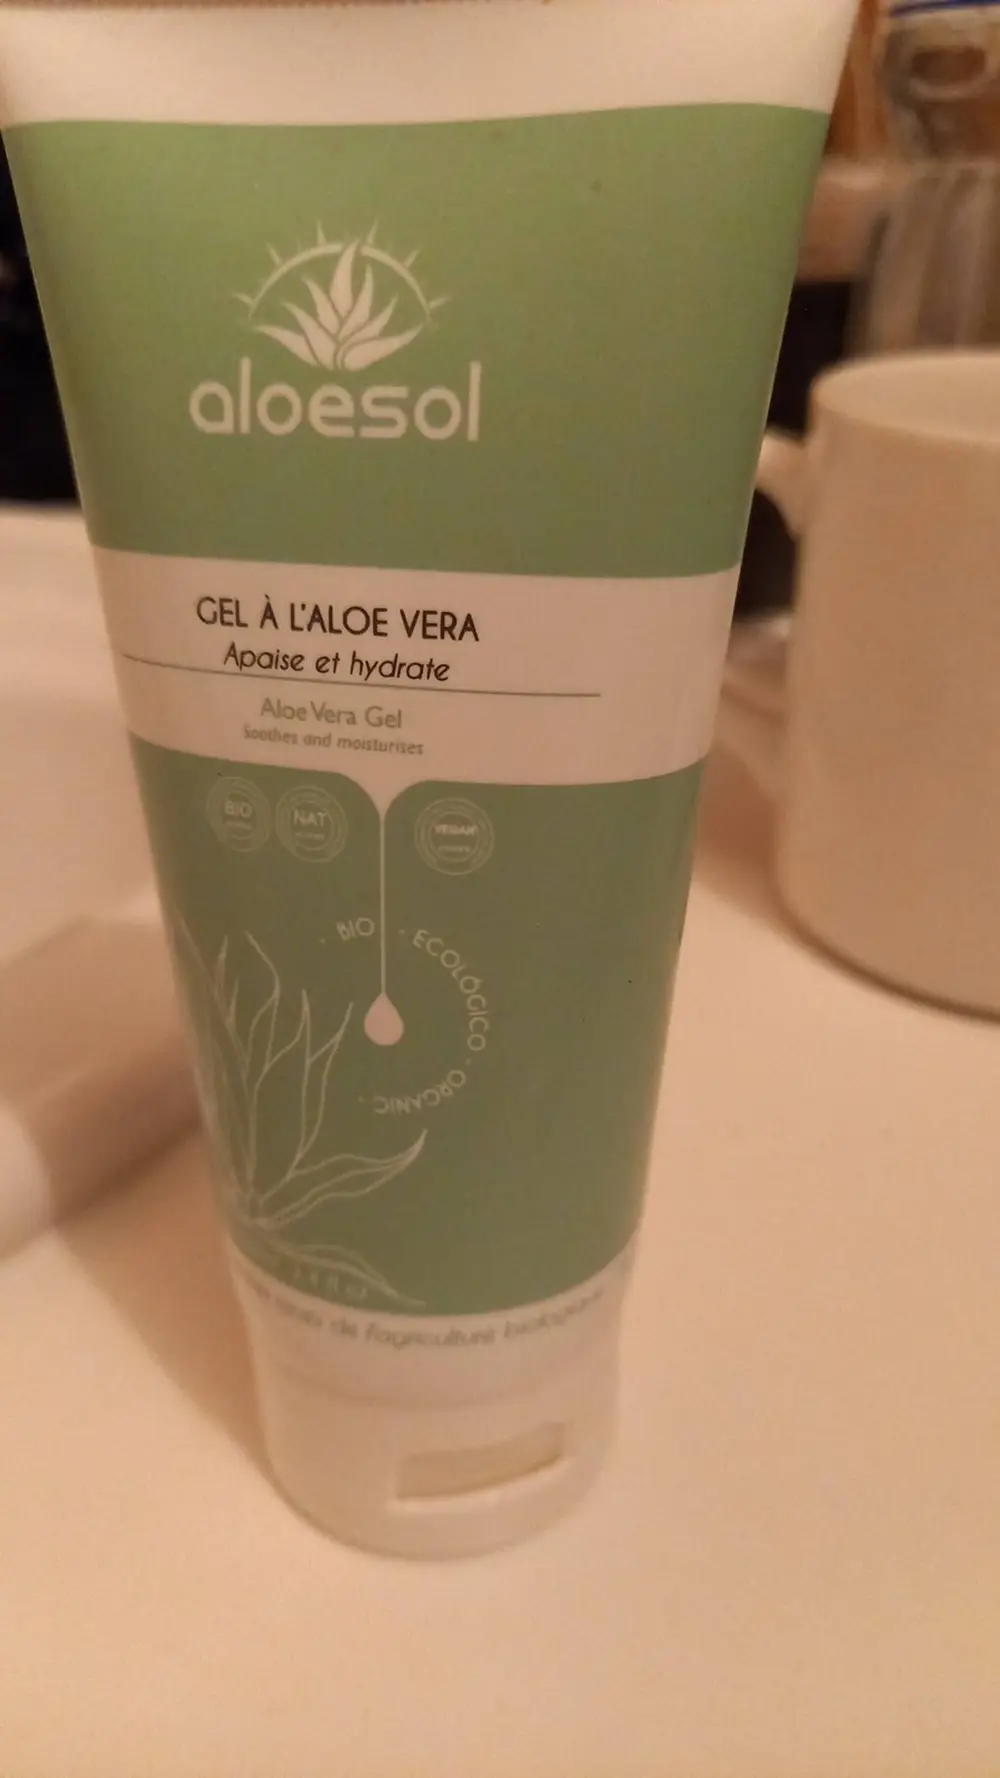 aloesol
GEL À L'ALOE VERA
Apaise et hydrate
Aloe Vera Gel
Soothes and moisturises
BIO
NAT
VEGAN
· BIO · ECOLÓGICO · ORGANIC ·
de l'agriculture biologique